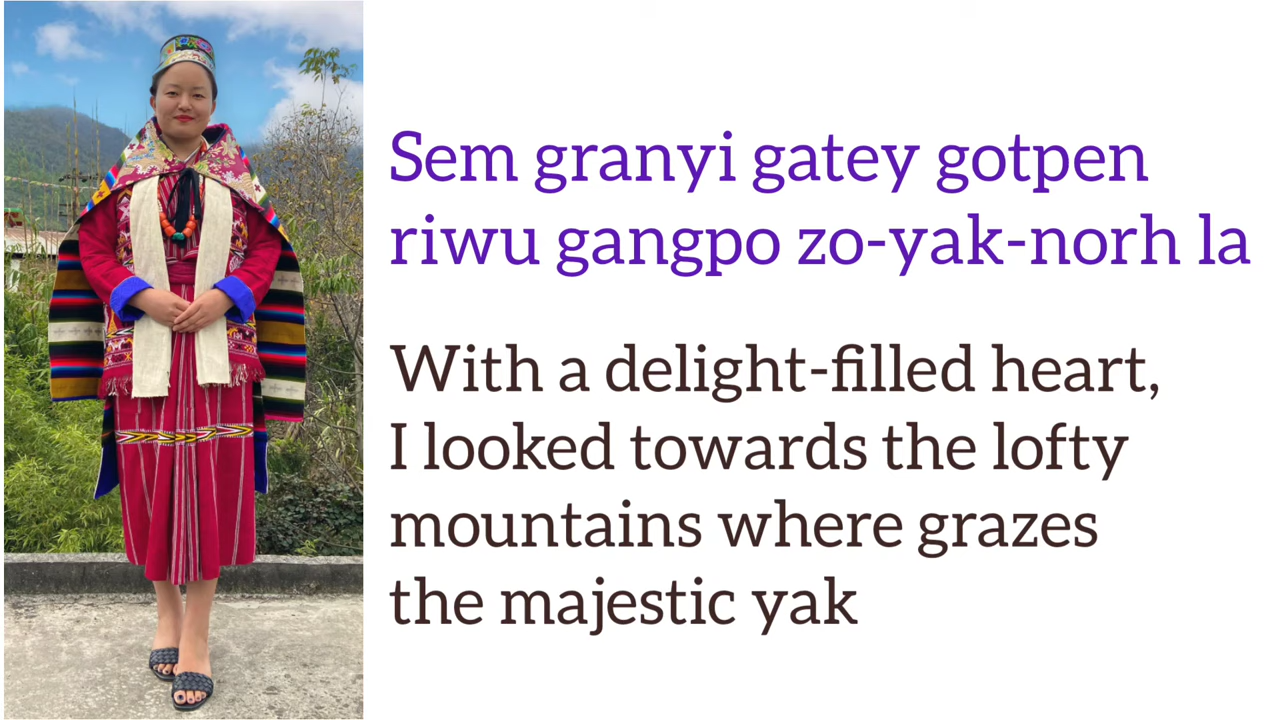 Sem granyi gatey gotpen
riwu gangpo zo-yak-norh la
With a delight-filled heart,
I looked towards the lofty
mountains where grazes
the majestic yak